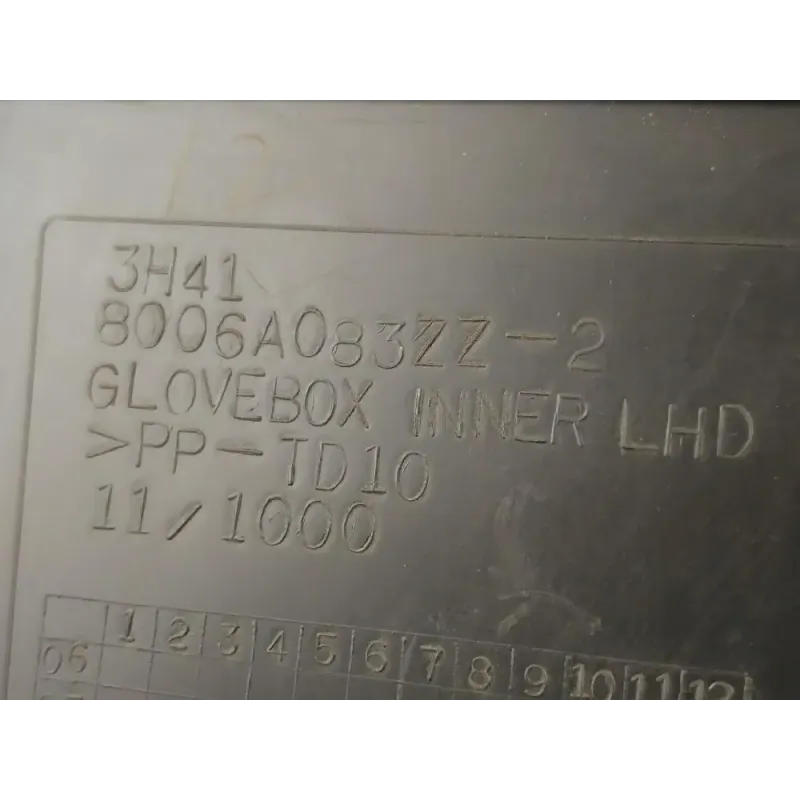 3H41
8006A083ZZ-2
GLOVEBOX INNER LHD
>PP-TD10
11/1000
1 2 3 4 5 6 7 8 9 10 11 12
06